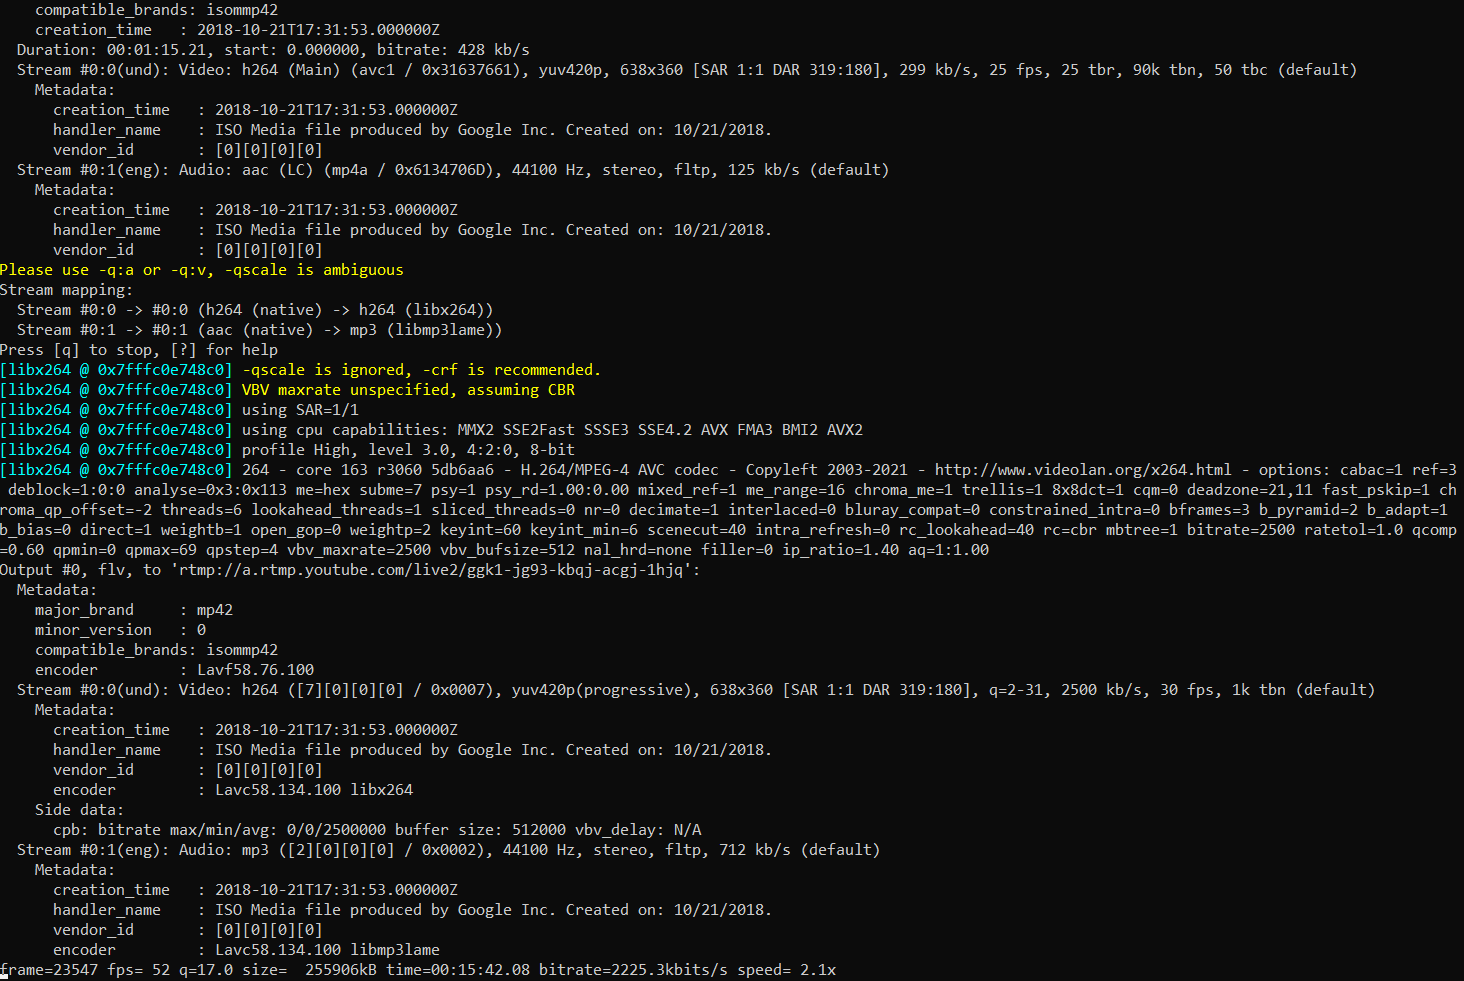 compatible_brands: isommp42
creation_time   : 2018-10-21T17:31:53.000000Z
Duration: 00:01:15.21, start: 0.000000, bitrate: 428 kb/s
Stream #0:0(und): Video: h264 (Main) (avc1 / 0x31637661), yuv420p, 638x360 [SAR 1:1 DAR 319:180], 299 kb/s, 25 fps, 25 tbr, 90k tbn, 50 tbc (default)
Metadata:
creation_time   : 2018-10-21T17:31:53.000000Z
handler_name    : ISO Media file produced by Google Inc. Created on: 10/21/2018.
vendor_id       : [0][0][0][0]
Stream #0:1(eng): Audio: aac (LC) (mp4a / 0x6134706D), 44100 Hz, stereo, fltp, 125 kb/s (default)
Metadata:
creation_time   : 2018-10-21T17:31:53.000000Z
handler_name    : ISO Media file produced by Google Inc. Created on: 10/21/2018.
vendor_id       : [0][0][0][0]
Please use -q:a or -q:v, -qscale is ambiguous
Stream mapping:
Stream #0:0 -> #0:0 (h264 (native) -> h264 (libx264))
Stream #0:1 -> #0:1 (aac (native) -> mp3 (libmp3lame))
Press [q] to stop, [?] for help
[libx264 @ 0x7fffc0e748c0] -qscale is ignored, -crf is recommended.
[libx264 @ 0x7fffc0e748c0] VBV maxrate unspecified, assuming CBR
[libx264 @ 0x7fffc0e748c0] using SAR=1/1
[libx264 @ 0x7fffc0e748c0] using cpu capabilities: MMX2 SSE2Fast SSSE3 SSE4.2 AVX FMA3 BMI2 AVX2
[libx264 @ 0x7fffc0e748c0] profile High, level 3.0, 4:2:0, 8-bit
[libx264 @ 0x7fffc0e748c0] 264 - core 163 r3060 5db6aa6 - H.264/MPEG-4 AVC codec - Copyleft 2003-2021 - http://www.videolan.org/x264.html - options: cabac=1 ref=3
deblock=1:0:0 analyse=0x3:0x113 me=hex subme=7 psy=1 psy_rd=1.00:0.00 mixed_ref=1 me_range=16 chroma_me=1 trellis=1 8x8dct=1 cqm=0 deadzone=21,11 fast_pskip=1 ch
roma_qp_offset=-2 threads=6 lookahead_threads=1 sliced_threads=0 nr=0 decimate=1 interlaced=0 bluray_compat=0 constrained_intra=0 bframes=3 b_pyramid=2 b_adapt=1
b_bias=0 direct=1 weightb=1 open_gop=0 weightp=2 keyint=60 keyint_min=6 scenecut=40 intra_refresh=0 rc_lookahead=40 rc=cbr mbtree=1 bitrate=2500 ratetol=1.0 qcomp
=0.60 qpmin=0 qpmax=69 qpstep=4 vbv_maxrate=2500 vbv_bufsize=512 nal_hrd=none filler=0 ip_ratio=1.40 aq=1:1.00
Output #0, flv, to 'rtmp://a.rtmp.youtube.com/live2/ggk1-jg93-kbqj-acgj-1hjq':
Metadata:
major_brand     : mp42
minor_version   : 0
compatible_brands: isommp42
encoder         : Lavf58.76.100
Stream #0:0(und): Video: h264 ([7][0][0][0] / 0x0007), yuv420p(progressive), 638x360 [SAR 1:1 DAR 319:180], q=2-31, 2500 kb/s, 30 fps, 1k tbn (default)
Metadata:
creation_time   : 2018-10-21T17:31:53.000000Z
handler_name    : ISO Media file produced by Google Inc. Created on: 10/21/2018.
vendor_id       : [0][0][0][0]
encoder         : Lavc58.134.100 libx264
Side data:
cpb: bitrate max/min/avg: 0/0/2500000 buffer size: 512000 vbv_delay: N/A
Stream #0:1(eng): Audio: mp3 ([2][0][0][0] / 0x0002), 44100 Hz, stereo, fltp, 712 kb/s (default)
Metadata:
creation_time   : 2018-10-21T17:31:53.000000Z
handler_name    : ISO Media file produced by Google Inc. Created on: 10/21/2018.
vendor_id       : [0][0][0][0]
encoder         : Lavc58.134.100 libmp3lame
frame=23547 fps= 52 q=17.0 size=  255906kB time=00:15:42.08 bitrate=2225.3kbits/s speed= 2.1x